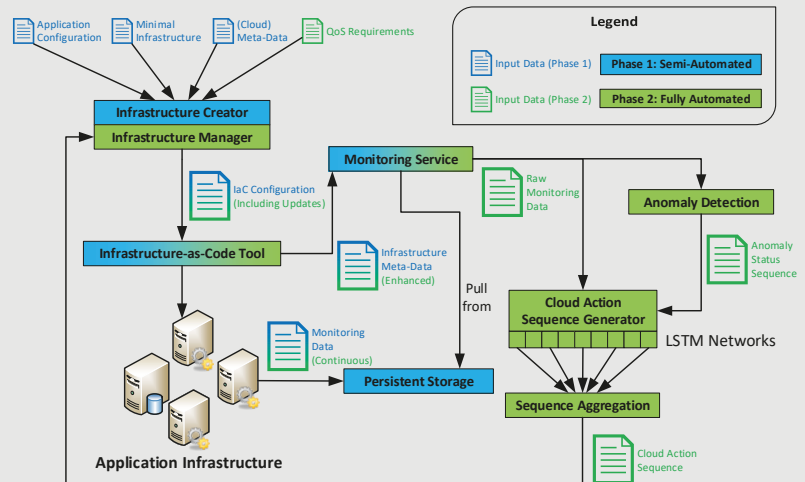 Application
Configuration
Minimal
Infrastructure
(Cloud)
Meta-Data
QoS Requirements
Legend
Input Data (Phase 1)
Phase 1: Semi-Automated
Input Data (Phase 2)
Phase 2: Fully Automated
Infrastructure Creator
Infrastructure Manager
Monitoring Service
IaC Configuration
(Including Updates)
Raw
Monitoring
Data
Anomaly Detection
Infrastructure-as-Code Tool
Infrastructure
Meta-Data
(Enhanced)
Anomaly
Status
Sequence
Pull
from
Cloud Action
Sequence Generator
LSTM Networks
Monitoring
Data
(Continuous)
Persistent Storage
Sequence Aggregation
Application Infrastructure
Cloud Action
Sequence